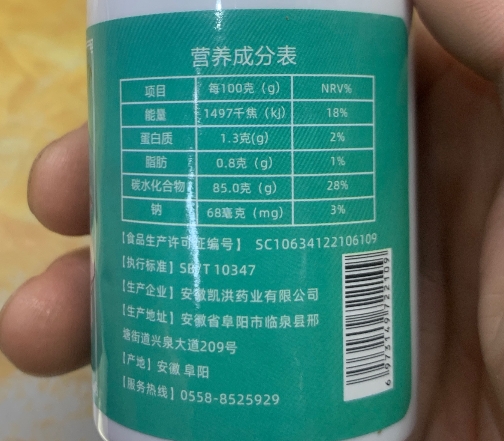 营养成分表
项目 每100克（g） NRV%
能量 1497千焦（kJ） 18%
蛋白质 1.3克(g) 2%
脂肪 0.8克（g） 1%
碳水化合物 85.0克（g） 28%
钠 68毫克（mg） 3%
【食品生产许可证编号】 SC10634122106109
【执行标准】SB/T 10347
【生产企业】安徽凯洪药业有限公司
【生产地址】安徽省阜阳市临泉县邢
塘街道兴泉大道209号
【产地】安徽 阜阳
【服务热线】0558-8525929
6 973149 722109